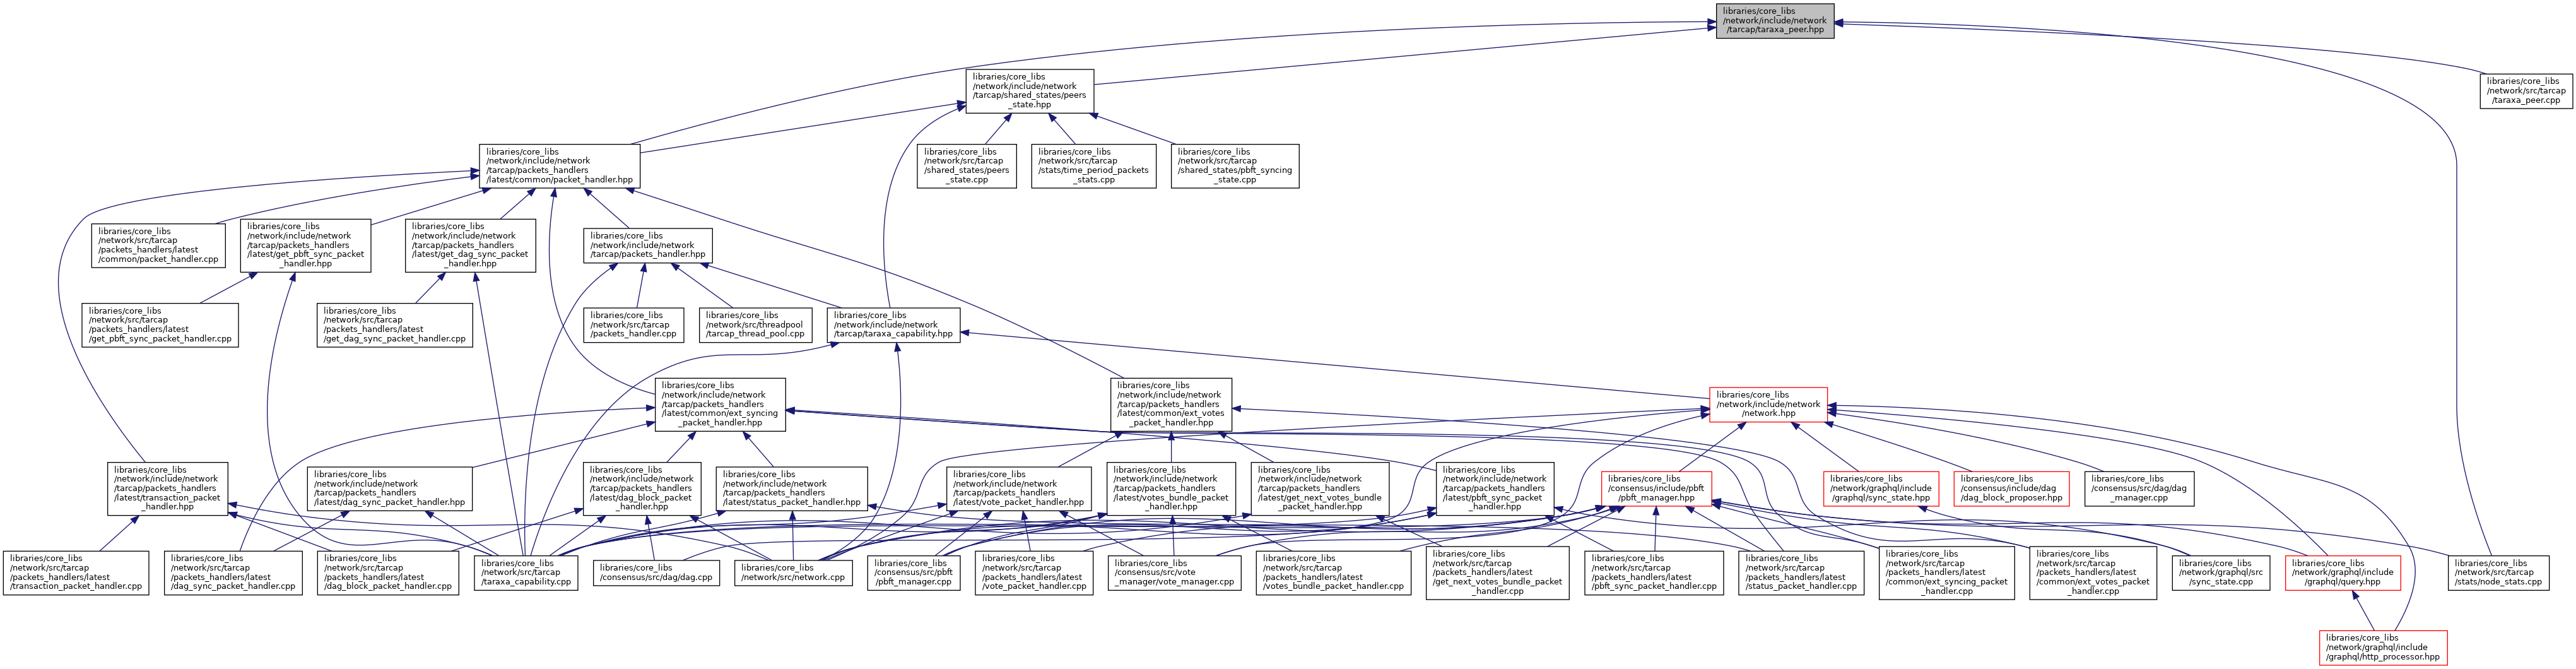 libraries/core_libs
/network/include/network
/tarcap/taraxa_peer.hpp
libraries/core_libs
/network/include/network
/tarcap/shared_states/peers
_state.hpp
libraries/core_libs
/network/src/tarcap
/taraxa_peer.cpp
libraries/core_libs
/network/include/network
/tarcap/packets_handlers
/latest/common/packet_handler.hpp
libraries/core_libs
/network/src/tarcap
/shared_states/peers
_state.cpp
libraries/core_libs
/network/src/tarcap
/stats/time_period_packets
_stats.cpp
libraries/core_libs
/network/src/tarcap
/shared_states/pbft_syncing
_state.cpp
libraries/core_libs
/network/src/tarcap
/packets_handlers/latest
/common/packet_handler.cpp
libraries/core_libs
/network/include/network
/tarcap/packets_handlers
/latest/get_pbft_sync_packet
_handler.hpp
libraries/core_libs
/network/include/network
/tarcap/packets_handlers
/latest/get_dag_sync_packet
_handler.hpp
libraries/core_libs
/network/include/network
/tarcap/packets_handler.hpp
libraries/core_libs
/network/src/tarcap
/packets_handlers/latest
/get_pbft_sync_packet_handler.cpp
libraries/core_libs
/network/src/tarcap
/packets_handlers/latest
/get_dag_sync_packet_handler.cpp
libraries/core_libs
/network/src/tarcap
/packets_handler.cpp
libraries/core_libs
/network/src/threadpool
/tarcap_thread_pool.cpp
libraries/core_libs
/network/include/network
/tarcap/taraxa_capability.hpp
libraries/core_libs
/network/include/network
/tarcap/packets_handlers
/latest/common/ext_syncing
_packet_handler.hpp
libraries/core_libs
/network/include/network
/tarcap/packets_handlers
/latest/common/ext_votes
_packet_handler.hpp
libraries/core_libs
/network/include/network
/network.hpp
libraries/core_libs
/network/include/network
/tarcap/packets_handlers
/latest/transaction_packet
_handler.hpp
libraries/core_libs
/network/include/network
/tarcap/packets_handlers
/latest/dag_sync_packet_handler.hpp
libraries/core_libs
/network/include/network
/tarcap/packets_handlers
/latest/dag_block_packet
_handler.hpp
libraries/core_libs
/network/include/network
/tarcap/packets_handlers
/latest/status_packet_handler.hpp
libraries/core_libs
/network/include/network
/tarcap/packets_handlers
/latest/vote_packet_handler.hpp
libraries/core_libs
/network/include/network
/tarcap/packets_handlers
/latest/votes_bundle_packet
_handler.hpp
libraries/core_libs
/network/include/network
/tarcap/packets_handlers
/latest/get_next_votes_bundle
_packet_handler.hpp
libraries/core_libs
/network/include/network
/tarcap/packets_handlers
/latest/pbft_sync_packet
_handler.hpp
libraries/core_libs
/consensus/include/pbft
/pbft_manager.hpp
libraries/core_libs
/network/graphql/include
/graphql/sync_state.hpp
libraries/core_libs
/consensus/include/dag
/dag_block_proposer.hpp
libraries/core_libs
/consensus/src/dag/dag
_manager.cpp
libraries/core_libs
/network/src/tarcap
/packets_handlers/latest
/transaction_packet_handler.cpp
libraries/core_libs
/network/src/tarcap
/packets_handlers/latest
/dag_sync_packet_handler.cpp
libraries/core_libs
/network/src/tarcap
/packets_handlers/latest
/dag_block_packet_handler.cpp
libraries/core_libs
/network/src/tarcap
/taraxa_capability.cpp
libraries/core_libs
/consensus/src/dag/dag.cpp
libraries/core_libs
/network/src/network.cpp
libraries/core_libs
/consensus/src/pbft
/pbft_manager.cpp
libraries/core_libs
/network/src/tarcap
/packets_handlers/latest
/vote_packet_handler.cpp
libraries/core_libs
/consensus/src/vote
_manager/vote_manager.cpp
libraries/core_libs
/network/src/tarcap
/packets_handlers/latest
/votes_bundle_packet_handler.cpp
libraries/core_libs
/network/src/tarcap
/packets_handlers/latest
/get_next_votes_bundle_packet
_handler.cpp
libraries/core_libs
/network/src/tarcap
/packets_handlers/latest
/pbft_sync_packet_handler.cpp
libraries/core_libs
/network/src/tarcap
/packets_handlers/latest
/status_packet_handler.cpp
libraries/core_libs
/network/src/tarcap
/packets_handlers/latest
/common/ext_syncing_packet
_handler.cpp
libraries/core_libs
/network/src/tarcap
/packets_handlers/latest
/common/ext_votes_packet
_handler.cpp
libraries/core_libs
/network/graphql/src
/sync_state.cpp
libraries/core_libs
/network/graphql/include
/graphql/query.hpp
libraries/core_libs
/network/src/tarcap
/stats/node_stats.cpp
libraries/core_libs
/network/graphql/include
/graphql/http_processor.hpp